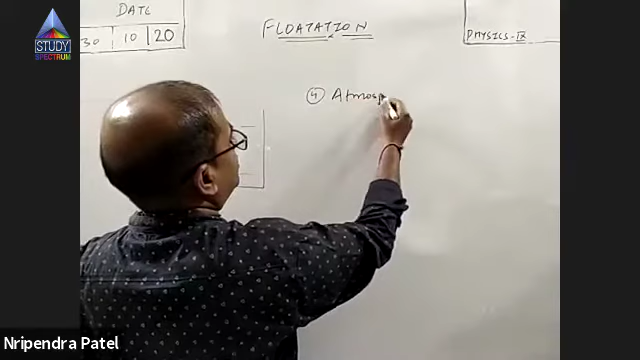 STUDY
SPECTRUM
DATE
30 10 20
FLOATATION
PHYSICS-IX
④ Atmosp
Nripendra Patel